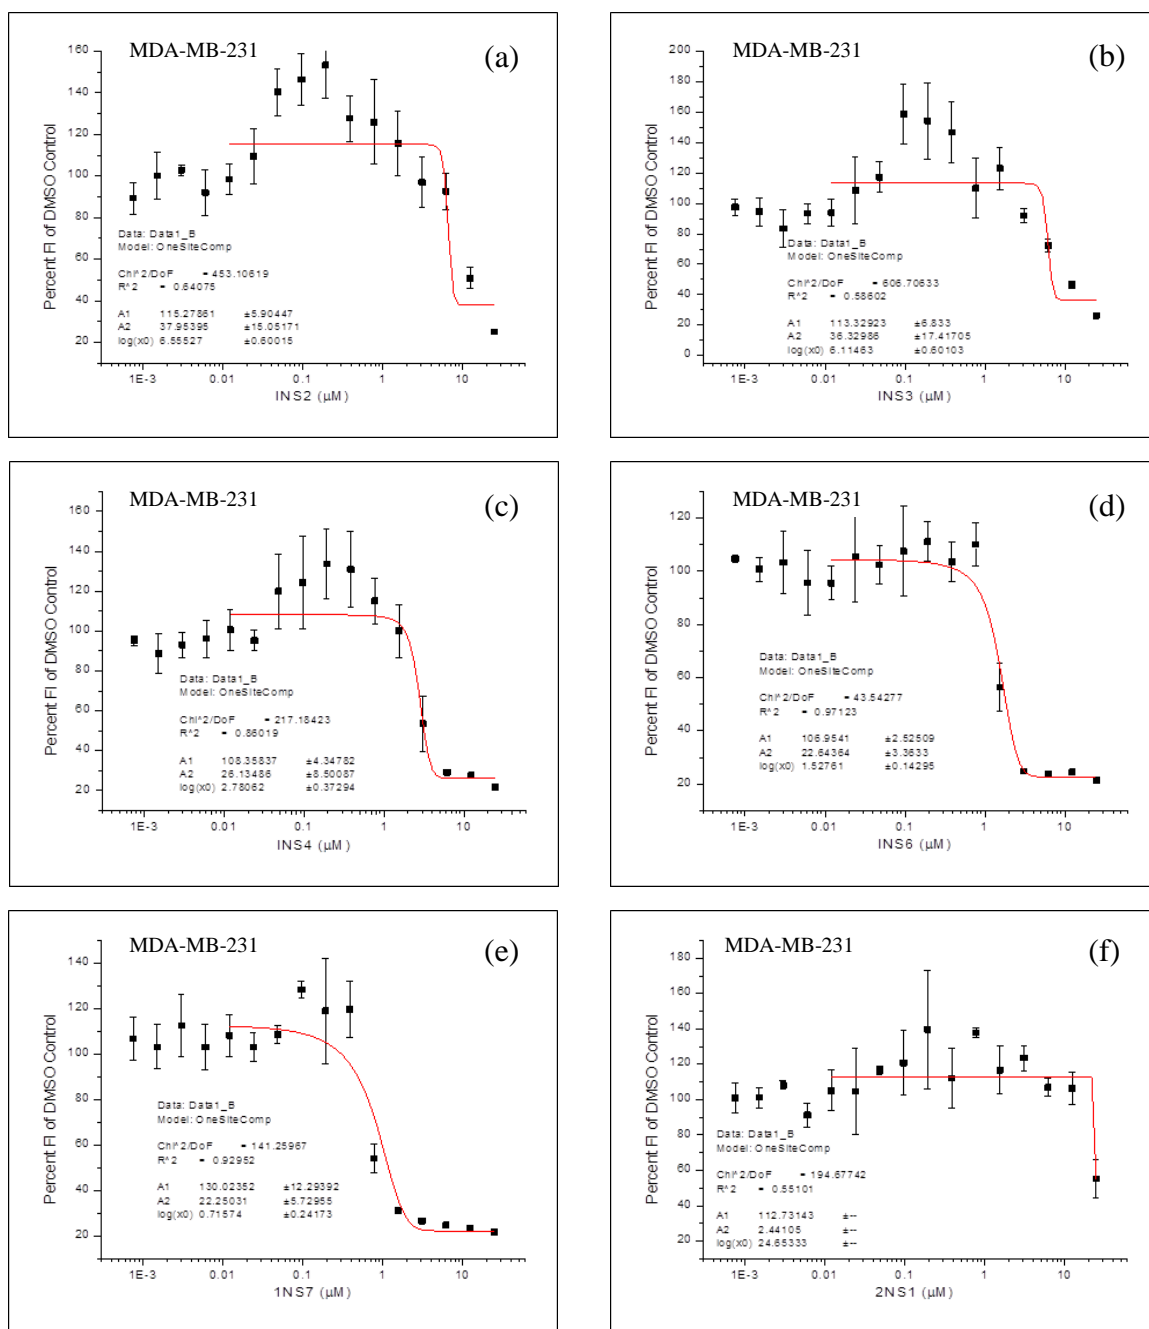 MDA-MB-231 (a)
160
140
120
100
80
60
40
20
Percent FI of DMSO Control
Data: Data1_B
Model: OneSiteComp
Chi^2/DoF = 453.10619
R^2 = 0.64075
A1 115.27861 ±5.90447
A2 37.95395 ±15.05171
log(x0) 6.55527 ±0.60015
1E-3 0.01 0.1 1 10
INS2 (µM)
MDA-MB-231 (b)
200
180
160
140
120
100
80
60
40
20
0
Percent FI of DMSO Control
Data: Data1_B
Model: OneSiteComp
Chi^2/DoF = 606.70633
R^2 = 0.58602
A1 113.32923 ±6.833
A2 36.32986 ±17.41705
log(x0) 6.11463 ±0.60103
1E-3 0.01 0.1 1 10
INS3 (µM)
MDA-MB-231 (c)
160
140
120
100
80
60
40
20
Percent FI of DMSO Control
Data: Data1_B
Model: OneSiteComp
Chi^2/DoF = 217.18423
R^2 = 0.86019
A1 108.35837 ±4.34782
A2 26.13486 ±8.50087
log(x0) 2.78062 ±0.37294
1E-3 0.01 0.1 1 10
INS4 (µM)
MDA-MB-231 (d)
120
100
80
60
40
20
Percent FI of DMSO Control
Data: Data1_B
Model: OneSiteComp
Chi^2/DoF = 43.54277
R^2 = 0.97123
A1 106.9541 ±2.52509
A2 22.64364 ±3.3633
log(x0) 1.52761 ±0.14295
1E-3 0.01 0.1 1 10
INS6 (µM)
MDA-MB-231 (e)
140
120
100
80
60
40
20
Percent FI of DMSO Control
Data: Data1_B
Model: OneSiteComp
Chi^2/DoF = 141.25967
R^2 = 0.92952
A1 130.02352 ±12.29392
A2 22.25031 ±5.72955
log(x0) 0.71574 ±0.24173
1E-3 0.01 0.1 1 10
1NS7 (µM)
MDA-MB-231 (f)
180
160
140
120
100
80
60
40
20
Percent FI of DMSO Control
Data: Data1_B
Model: OneSiteComp
Chi^2/DoF = 194.67742
R^2 = 0.55101
A1 112.73143 ±--
A2 2.44105 ±--
log(x0) 24.65333 ±--
1E-3 0.01 0.1 1 10
2NS1 (µM)